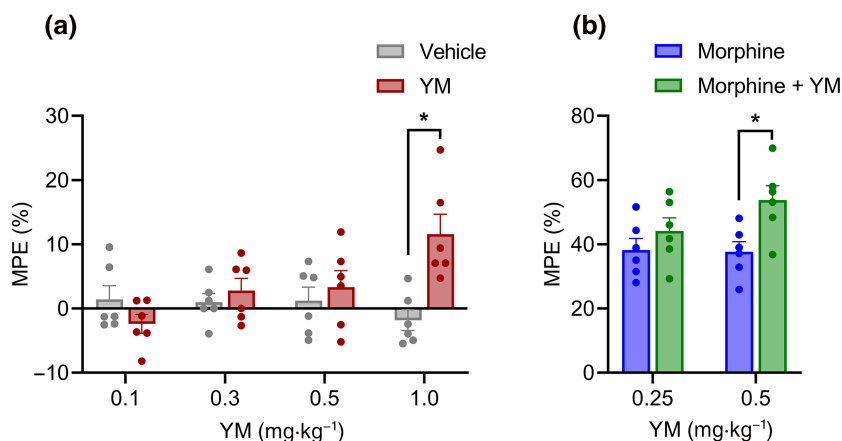 (a)
Vehicle
YM
30
20
10
0
−10
MPE (%)
*
0.1 0.3 0.5 1.0
YM (mg·kg⁻¹)
(b)
Morphine
Morphine + YM
80
60
40
20
0
MPE (%)
*
0.25 0.5
YM (mg·kg⁻¹)